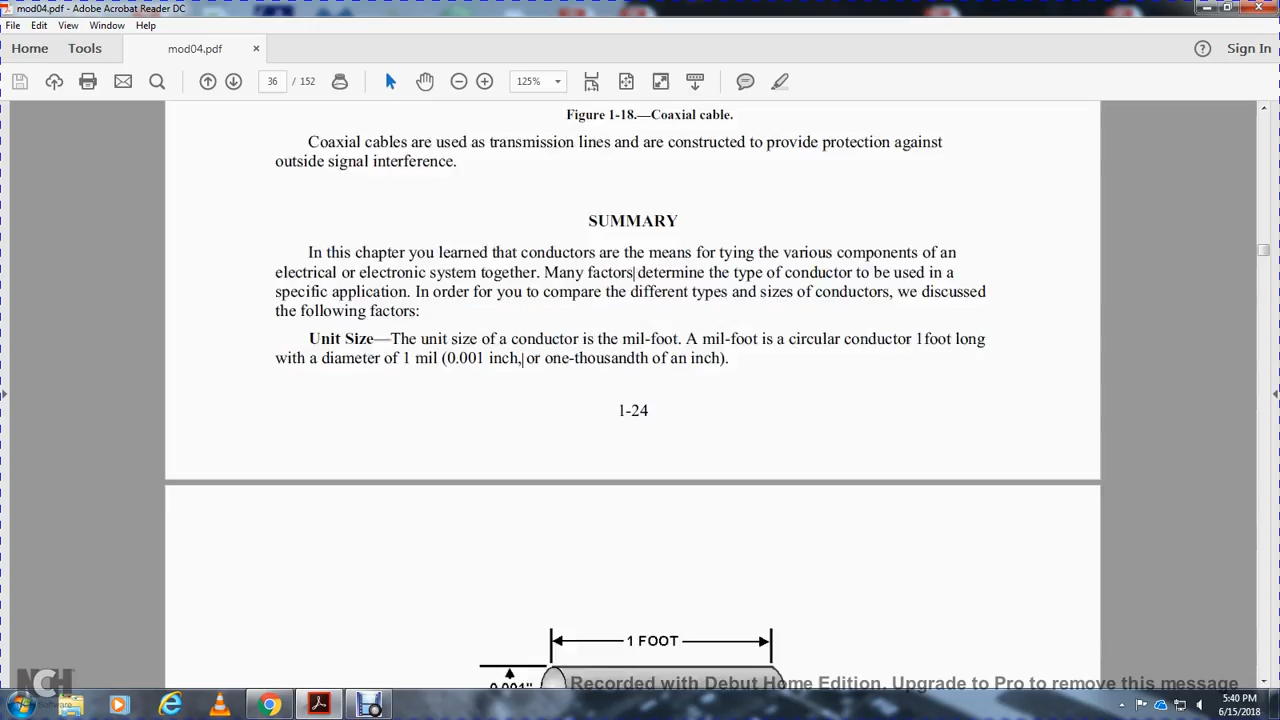 mod04.pdf - Adobe Acrobat Reader DC
File Edit View Window Help
Home Tools mod04.pdf × ? Sign In
36 / 152 125%
Figure 1-18.—Coaxial cable.
Coaxial cables are used as transmission lines and are constructed to provide protection against
outside signal interference.
SUMMARY
In this chapter you learned that conductors are the means for tying the various components of an
electrical or electronic system together. Many factors determine the type of conductor to be used in a
specific application. In order for you to compare the different types and sizes of conductors, we discussed
the following factors:
Unit Size—The unit size of a conductor is the mil-foot. A mil-foot is a circular conductor 1foot long
with a diameter of 1 mil (0.001 inch, or one-thousandth of an inch).
1-24
1 FOOT
0.001"
NCH
Software
Recorded with Debut Home Edition. Upgrade to Pro to remove this message
5:40 PM
6/15/2018